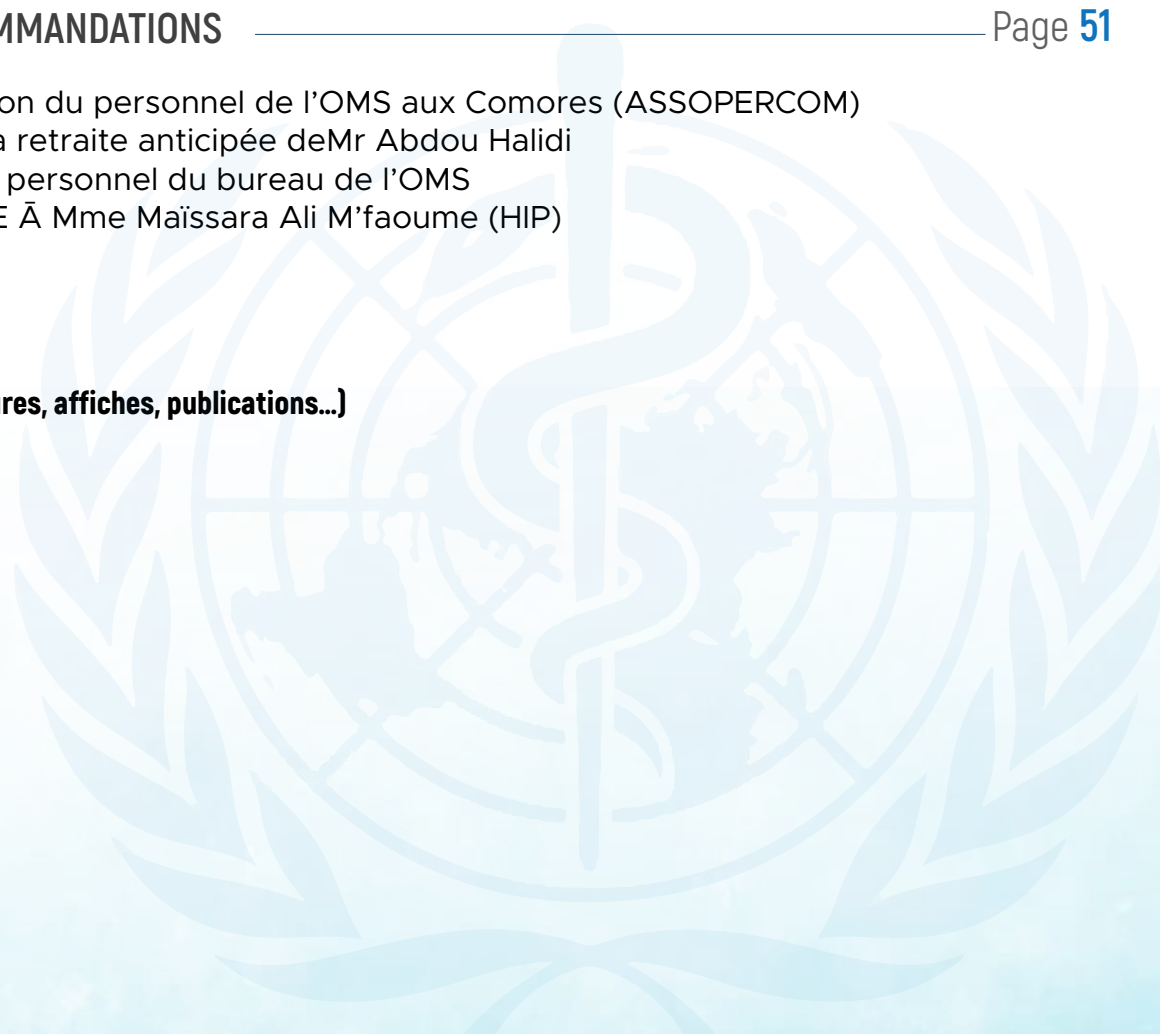 MMANDATIONS Page 51
on du personnel de l’OMS aux Comores (ASSOPERCOM)
a retraite anticipée deMr Abdou Halidi
personnel du bureau de l’OMS
E Ā Mme Maïssara Ali M’faoume (HIP)
res, affiches, publications...)